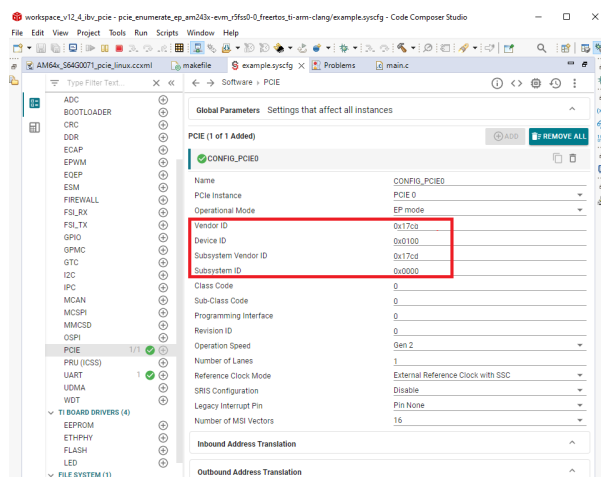 workspace_v12_4_ibv_pcie - pcie_enumerate_ep_am243x-evm_r5fss0-0_freertos_ti-arm-clang/example.syscfg - Code Composer Studio
File Edit View Project Tools Run Scripts Window Help
AM64x_S64G0071_pcie_linux.ccxml makefile example.syscfg Problems main.c
Type Filter Text...
Software › PCIE
ADC
BOOTLOADER
CRC
DDR
ECAP
EPWM
EQEP
ESM
FIREWALL
FSI_RX
FSI_TX
GPIO
GPMC
GTC
I2C
IPC
MCAN
MCSPI
MMCSD
OSPI
PCIE 1/1
PRU (ICSS)
UART 1
UDMA
WDT
TI BOARD DRIVERS (4)
EEPROM
ETHPHY
FLASH
LED
FILE SYSTEM (1)
Global Parameters Settings that affect all instances
PCIE (1 of 1 Added) ADD REMOVE ALL
CONFIG_PCIE0
Name CONFIG_PCIE0
PCIe Instance PCIE 0
Operational Mode EP mode
Vendor ID 0x17cd
Device ID 0x0100
Subsystem Vendor ID 0x17cd
Subsystem ID 0x0000
Class Code 0
Sub-Class Code 0
Programming Interface 0
Revision ID 0
Operation Speed Gen 2
Number of Lanes 1
Reference Clock Mode External Reference Clock with SSC
SRIS Configuration Disable
Legacy Interrupt Pin Pin None
Number of MSI Vectors 16
Inbound Address Translation
Outbound Address Translation